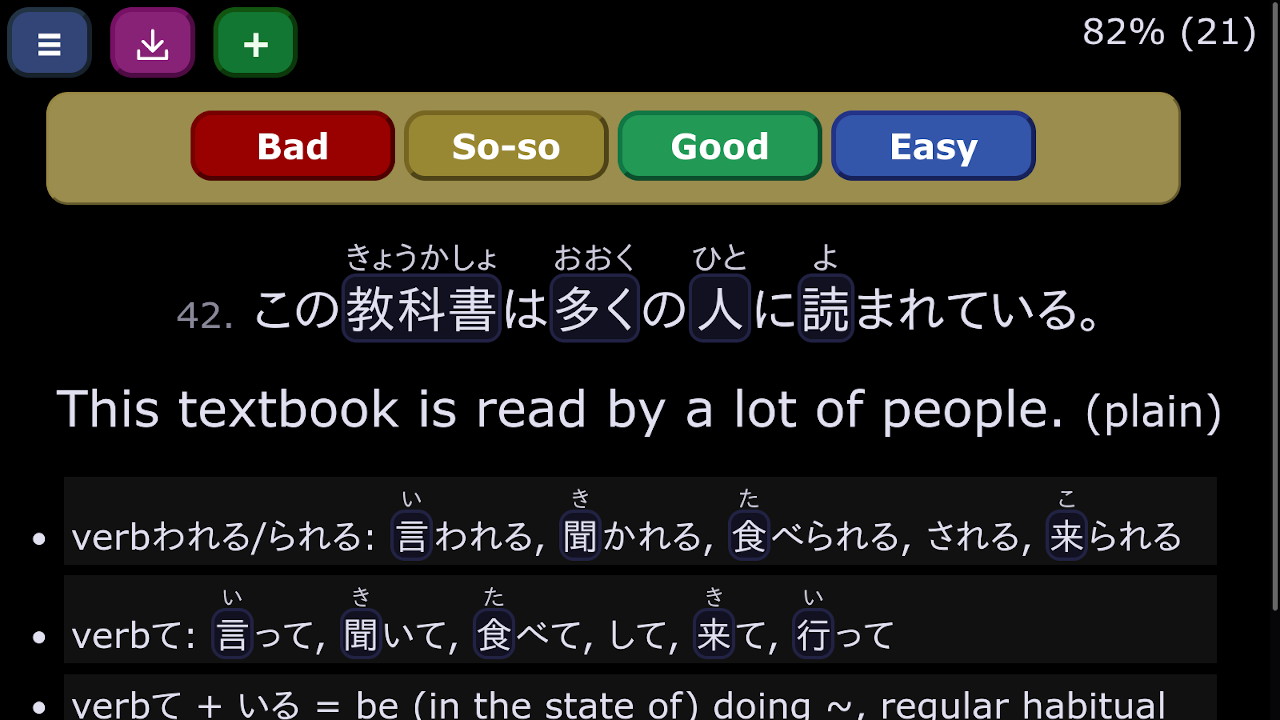 82% (21)
Bad So-so Good Easy
きょうかしょ おおく ひと よ
42. この教科書は多くの人に読まれている。
This textbook is read by a lot of people. (plain)
い き た こ
• verbわれる/られる: 言われる, 聞かれる, 食べられる, される, 来られる
い き た き い
• verbて: 言って, 聞いて, 食べて, して, 来て, 行って
• verbて + いる = be (in the state of) doing ~, regular habitual